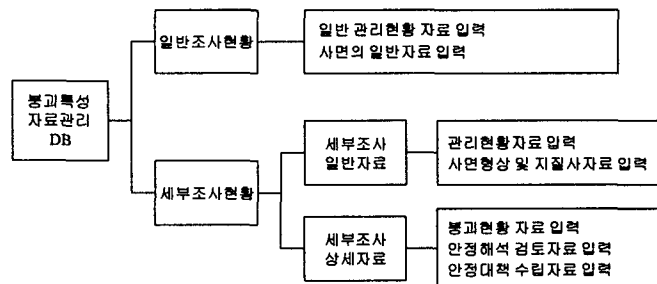 일반조사현황
일반 관리현황 자료 입력
사면의 일반자료 입력
붕괴특성
자료관리
DB
세부조사현황
세부조사
일반자료
관리현황자료 입력
사면형상 및 지질사자료 입력
세부조사
상세자료
붕괴현황 자료 입력
안정해석 검토자료 입력
안정대책 수립자료 입력